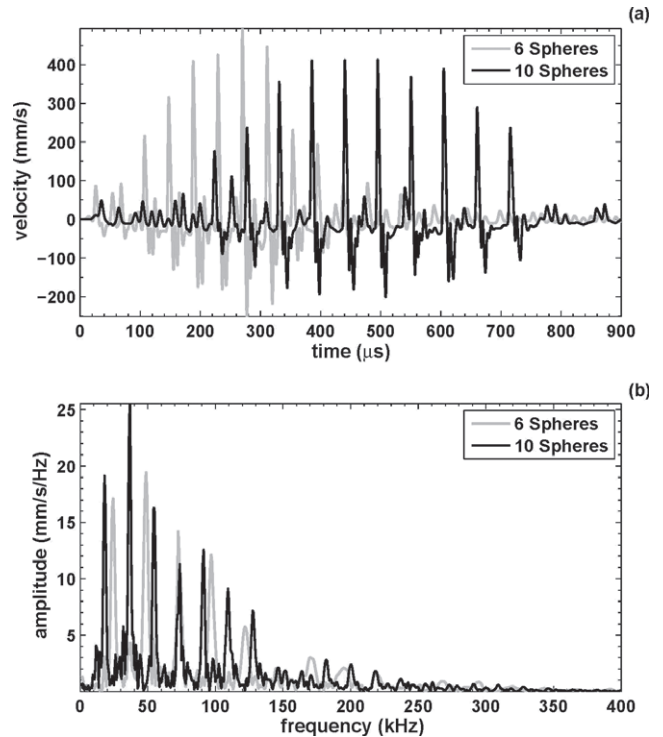 (a)
6 Spheres
10 Spheres
velocity (mm/s)
400
300
200
100
0
−100
−200
0 100 200 300 400 500 600 700 800 900
time (μs)
(b)
6 Spheres
10 Spheres
amplitude (mm/s/Hz)
25
20
15
10
5
0 50 100 150 200 250 300 350 400
frequency (kHz)